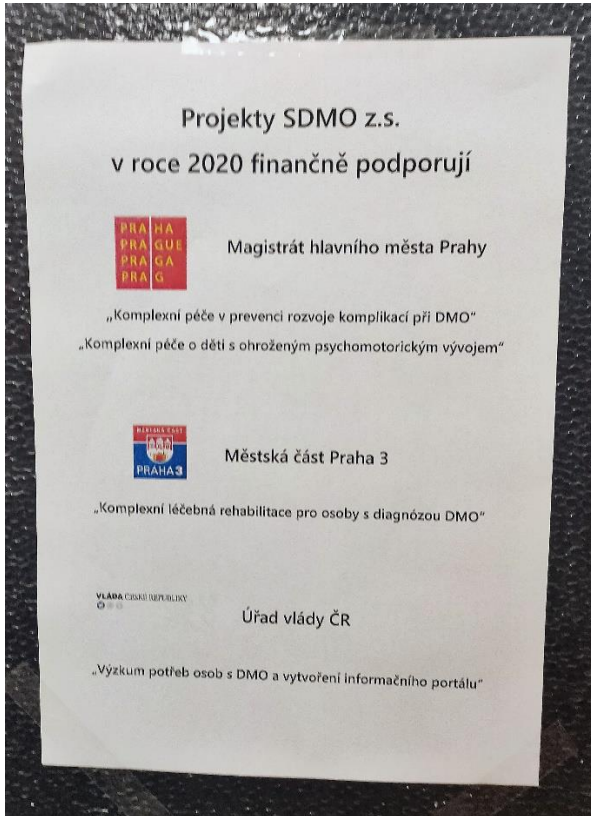 Projekty SDMO z.s.
v roce 2020 finančně podporují
PRA HA
PRA GUE
PRA GA
PRA G
Magistrát hlavního města Prahy
„Komplexní péče v prevenci rozvoje komplikací při DMO“
„Komplexní péče o děti s ohroženým psychomotorickým vývojem“
MĚSTSKÁ ČÁST
PRAHA 3
Městská část Praha 3
„Komplexní léčebná rehabilitace pro osoby s diagnózou DMO“
VLÁDA ČESKÉ REPUBLIKY
Úřad vlády ČR
„Výzkum potřeb osob s DMO a vytvoření informačního portálu“